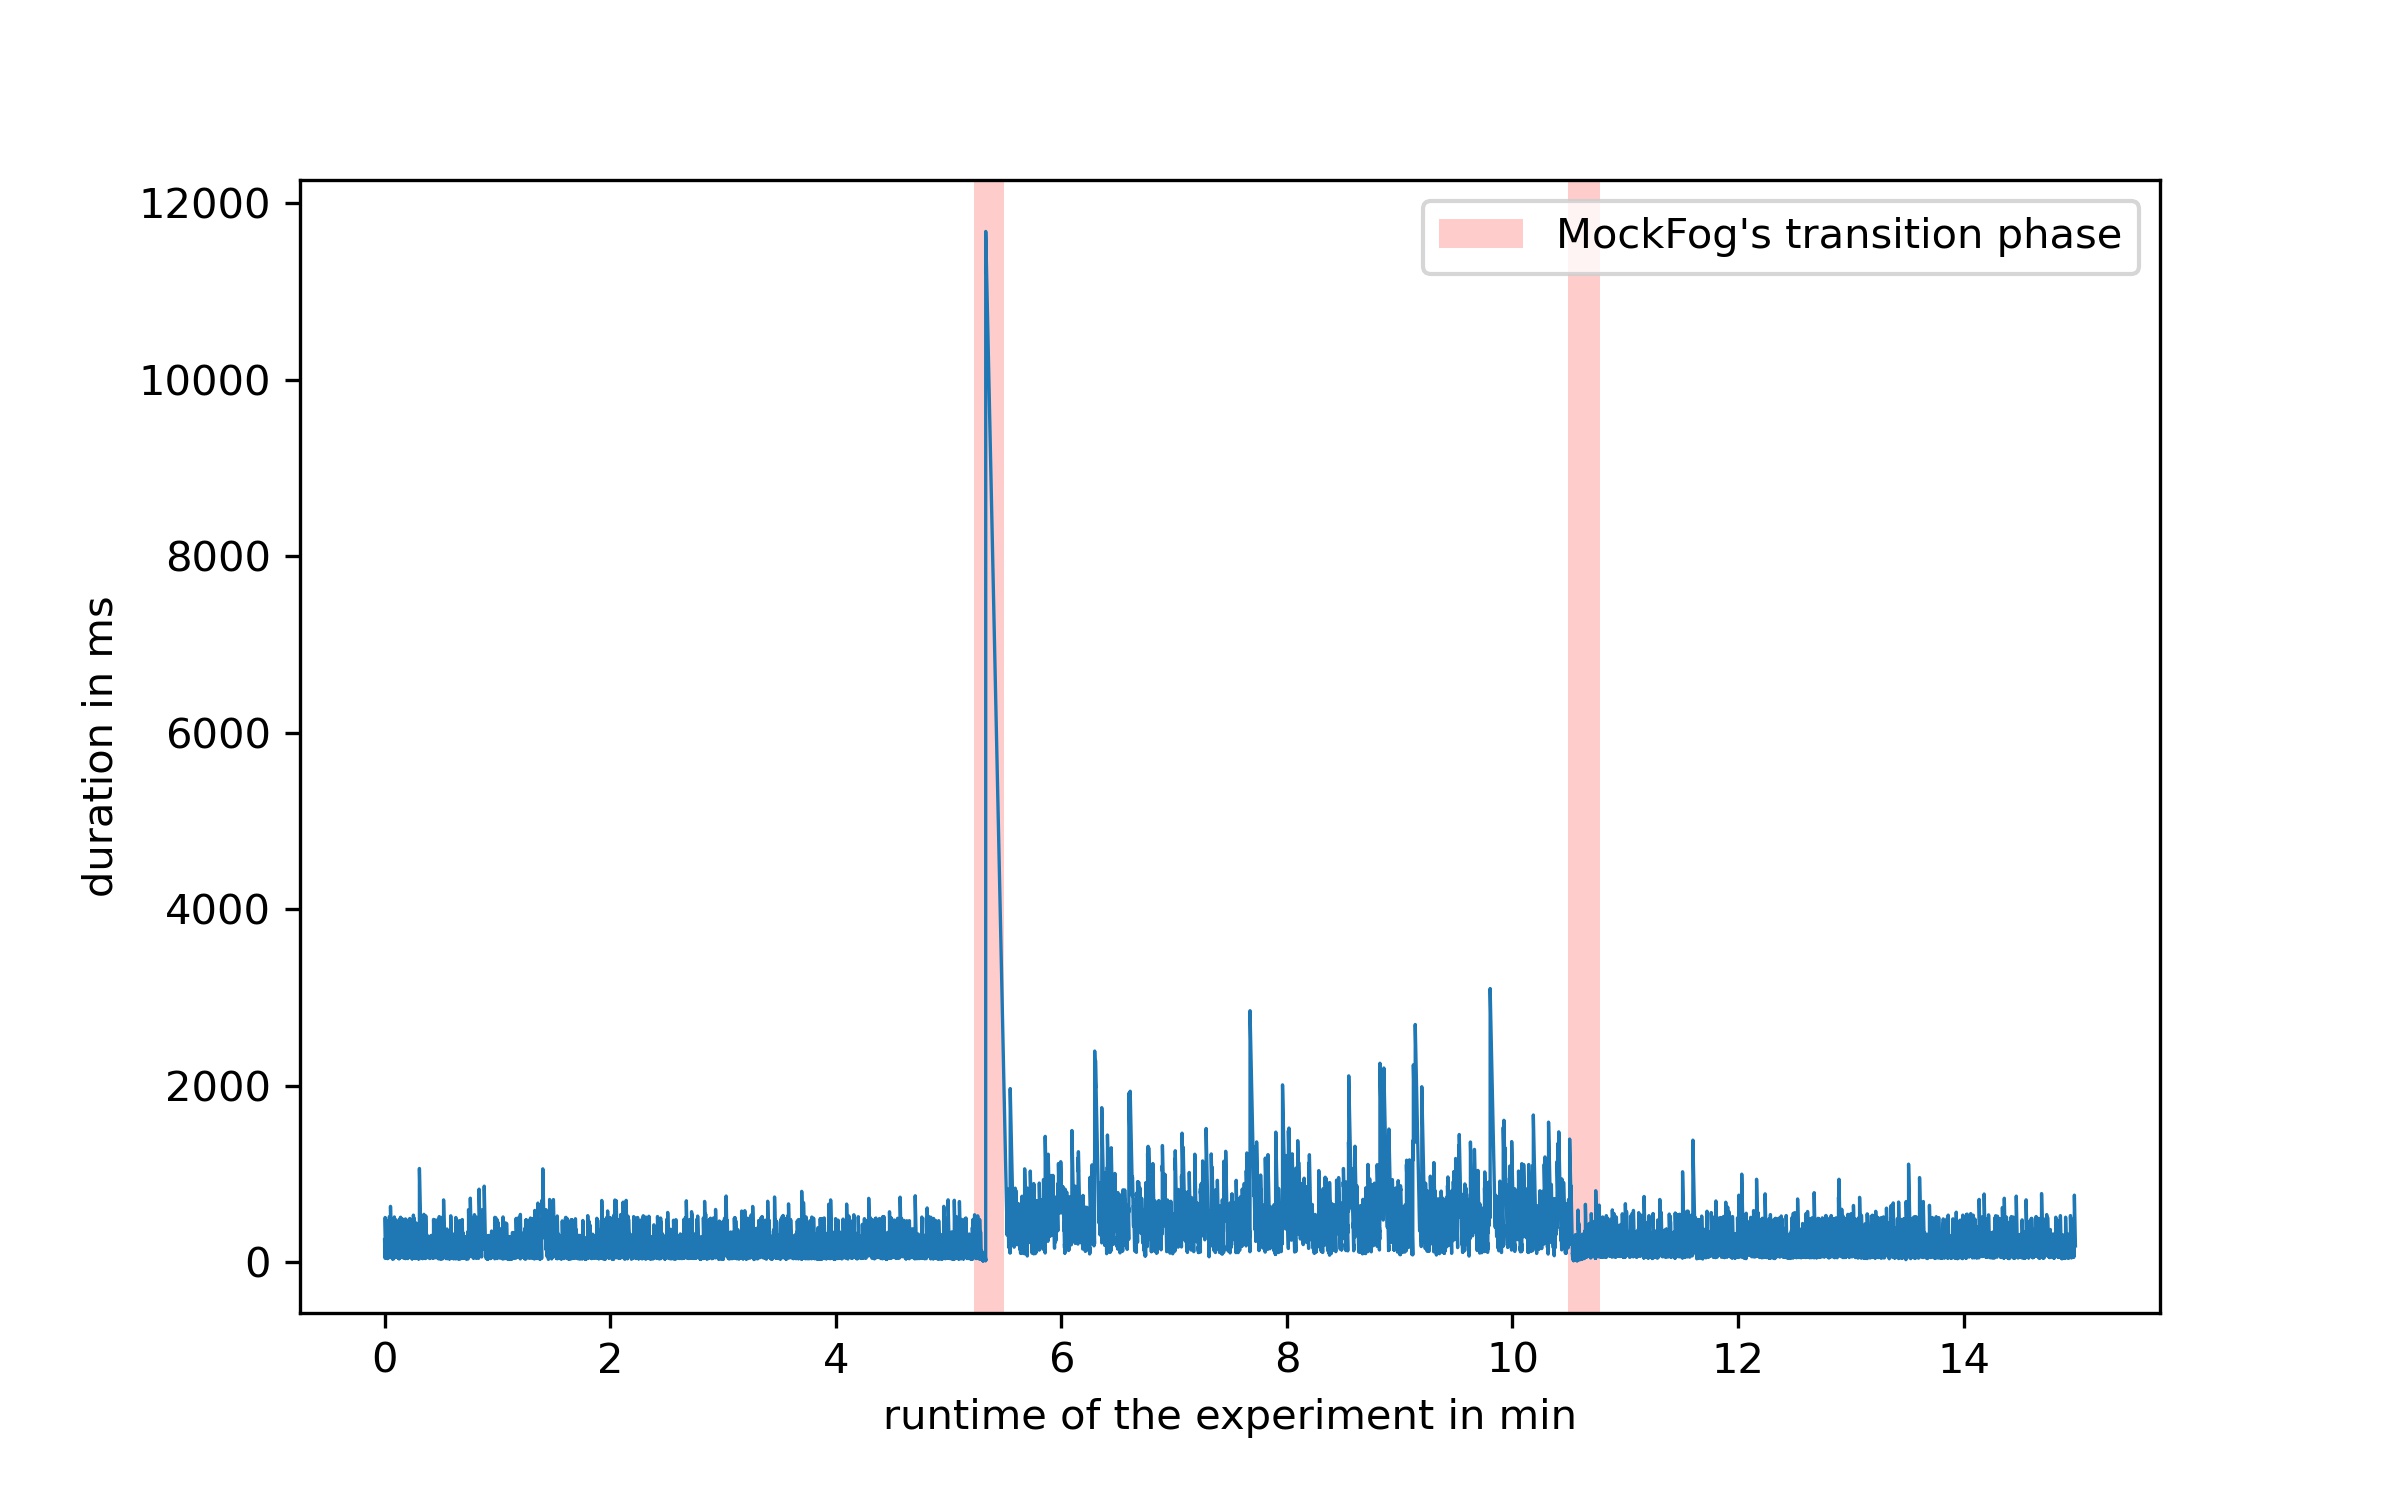 MockFog's transition phase
12000
10000
8000
6000
4000
2000
0
duration in ms
0 2 4 6 8 10 12 14
runtime of the experiment in min